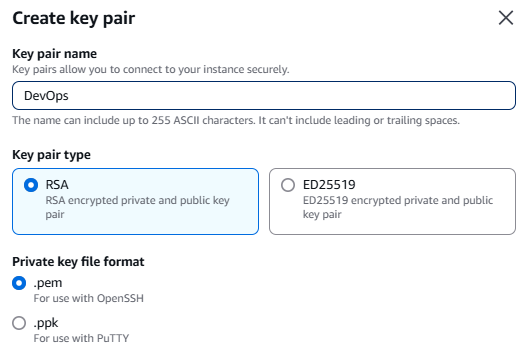 Create key pair
Key pair name
Key pairs allow you to connect to your instance securely.
DevOps
The name can include up to 255 ASCII characters. It can't include leading or trailing spaces.
Key pair type
RSA
RSA encrypted private and public key
pair
ED25519
ED25519 encrypted private and public
key pair
Private key file format
.pem
For use with OpenSSH
.ppk
For use with PuTTY